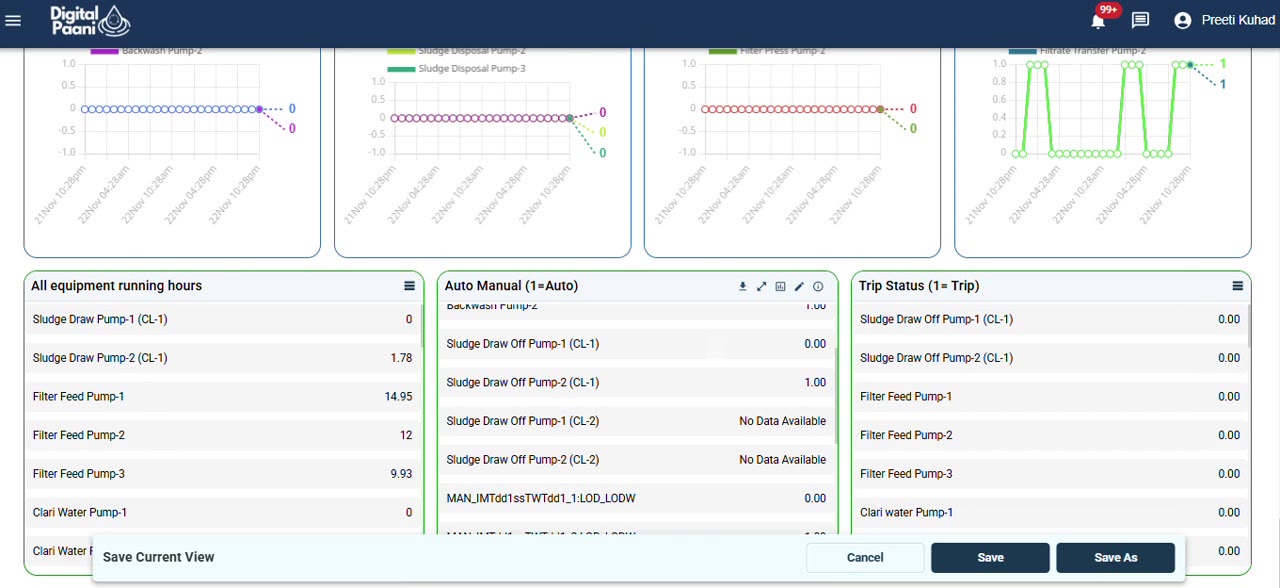 Digital
Paani
99+
Preeti Kuhad
Backwash Pump-2
1.0
0.5
0
-0.5
-1.0
0
0
21Nov 10:28pm
22Nov 04:28am
22Nov 10:28am
22Nov 04:28pm
22Nov 10:28pm
Sludge Disposal Pump-2
Sludge Disposal Pump-3
1.0
0.5
0
-0.5
-1.0
0
0
0
21Nov 10:28pm
22Nov 04:28am
22Nov 10:28am
22Nov 04:28pm
22Nov 10:28pm
Filter Press Pump-2
1.0
0.5
0
-0.5
-1.0
0
0
21Nov 10:28pm
22Nov 04:28am
22Nov 10:28am
22Nov 04:28pm
22Nov 10:28pm
Filtrate Transfer Pump-2
1.0
0.8
0.6
0.4
0.2
0
1
1
21Nov 10:28pm
22Nov 04:28am
22Nov 10:28am
22Nov 04:28pm
22Nov 10:28pm
All equipment running hours
Sludge Draw Pump-1 (CL-1) 0
Sludge Draw Pump-2 (CL-1) 1.78
Filter Feed Pump-1 14.95
Filter Feed Pump-2 12
Filter Feed Pump-3 9.93
Clari Water Pump-1 0
Clari Water
Auto Manual (1=Auto)
Backwash Pump-2 1.00
Sludge Draw Off Pump-1 (CL-1) 0.00
Sludge Draw Off Pump-2 (CL-1) 1.00
Sludge Draw Off Pump-1 (CL-2) No Data Available
Sludge Draw Off Pump-2 (CL-2) No Data Available
MAN_IMTdd1ssTWTdd1_1:LOD_LODW 0.00
Trip Status (1= Trip)
Sludge Draw Off Pump-1 (CL-1) 0.00
Sludge Draw Off Pump-2 (CL-1) 0.00
Filter Feed Pump-1 0.00
Filter Feed Pump-2 0.00
Filter Feed Pump-3 0.00
Clari water Pump-1 0.00
0.00
Save Current View
Cancel
Save
Save As